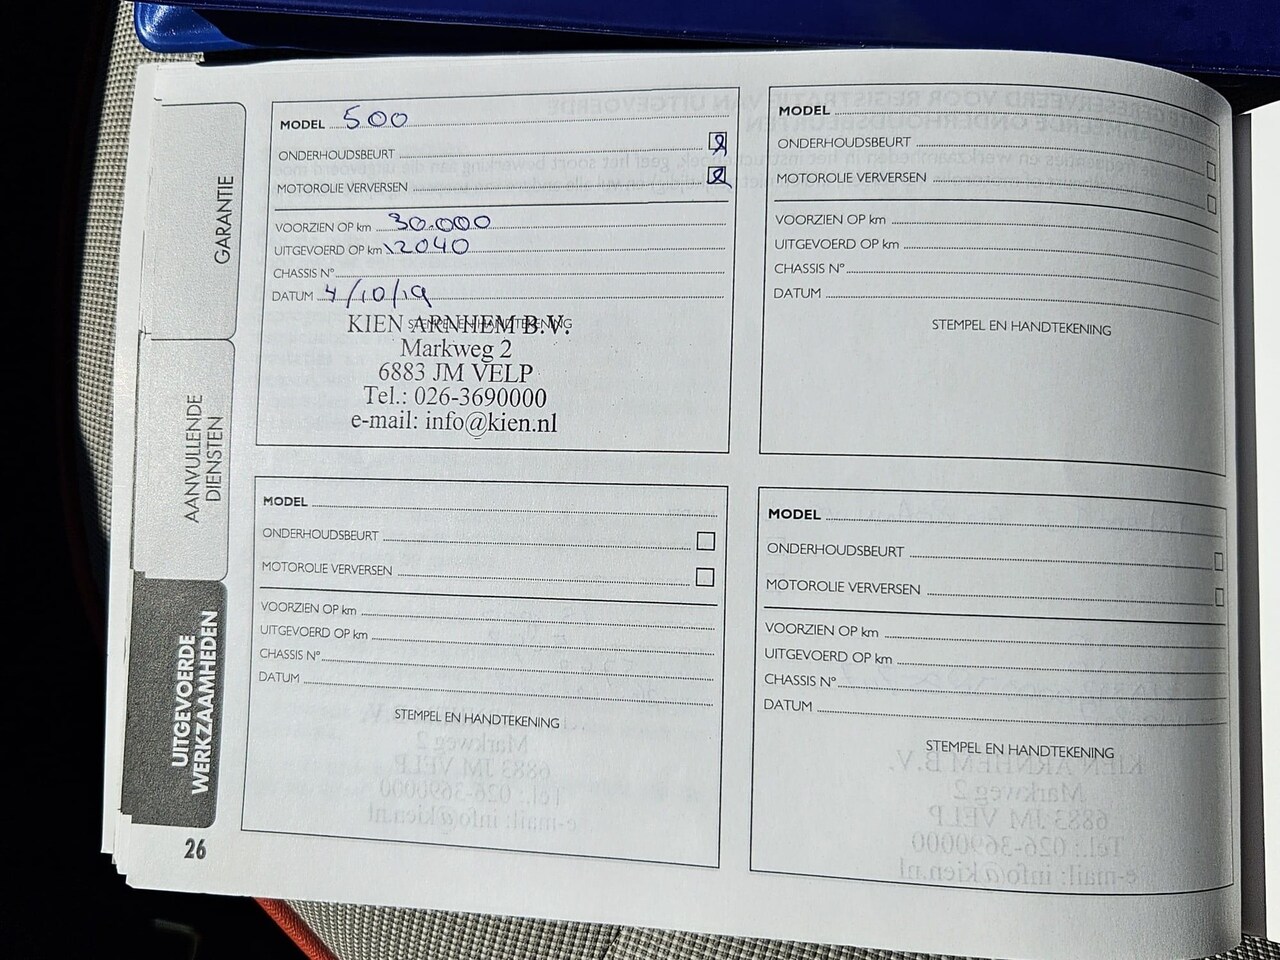 GARANTIE
AANVULLENDE
DIENSTEN
UITGEVOERDE
WERKZAAMHEDEN
26
MODEL 500
ONDERHOUDSBEURT
MOTOROLIE VERVERSEN
VOORZIEN OP km 30.000
UITGEVOERD OP km 12040
CHASSIS N°
DATUM 4/10/19
STEMPEL EN HANDTEKENING
KIEN ARNHEM B.V.
Markweg 2
6883 JM VELP
Tel.: 026-3690000
e-mail: info@kien.nl
MODEL
ONDERHOUDSBEURT
MOTOROLIE VERVERSEN
VOORZIEN OP km
UITGEVOERD OP km
CHASSIS N°
DATUM
STEMPEL EN HANDTEKENING
MODEL
ONDERHOUDSBEURT
MOTOROLIE VERVERSEN
VOORZIEN OP km
UITGEVOERD OP km
CHASSIS N°
DATUM
STEMPEL EN HANDTEKENING
MODEL
ONDERHOUDSBEURT
MOTOROLIE VERVERSEN
VOORZIEN OP km
UITGEVOERD OP km
CHASSIS N°
DATUM
STEMPEL EN HANDTEKENING